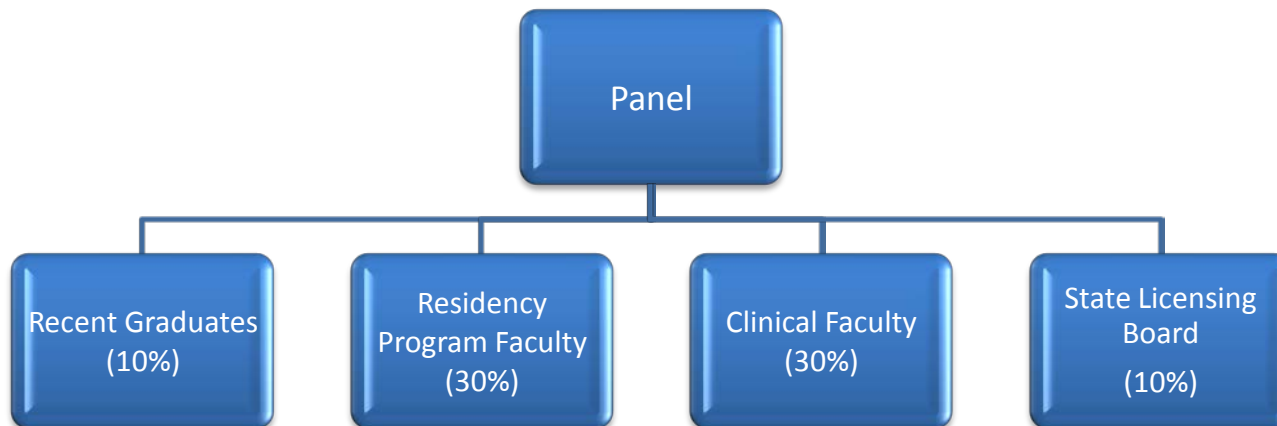 Panel
Recent Graduates
(10%)
Residency
Program Faculty
(30%)
Clinical Faculty
(30%)
State Licensing
Board
(10%)